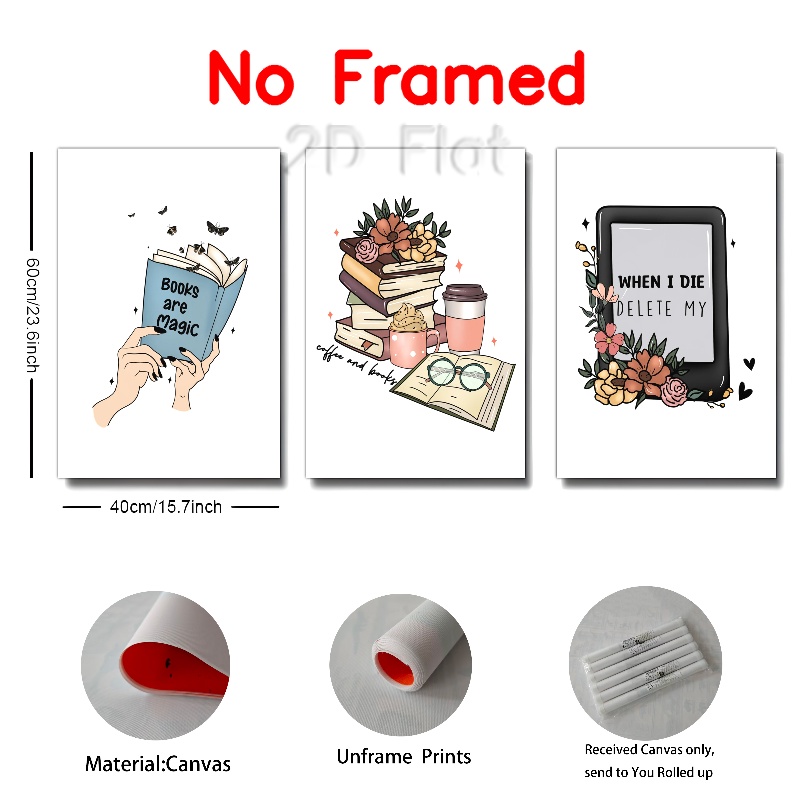 No Framed
2D Flat
60cm/23.6inch
Books
are
Magic
coffee and books
WHEN I DIE
DELETE MY
40cm/15.7inch
Material:Canvas
Unframe Prints
Received Canvas only,
send to You Rolled up